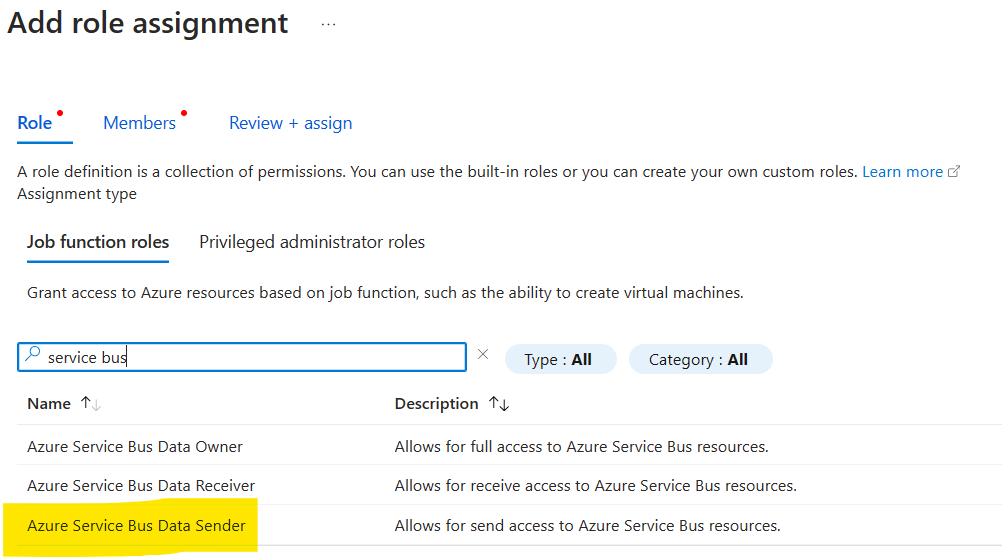 Add role assignment ...
Role Members Review + assign
A role definition is a collection of permissions. You can use the built-in roles or you can create your own custom roles. Learn more
Assignment type
Job function roles Privileged administrator roles
Grant access to Azure resources based on job function, such as the ability to create virtual machines.
service bus Type : All Category : All
Name Description
Azure Service Bus Data Owner Allows for full access to Azure Service Bus resources.
Azure Service Bus Data Receiver Allows for receive access to Azure Service Bus resources.
Azure Service Bus Data Sender Allows for send access to Azure Service Bus resources.